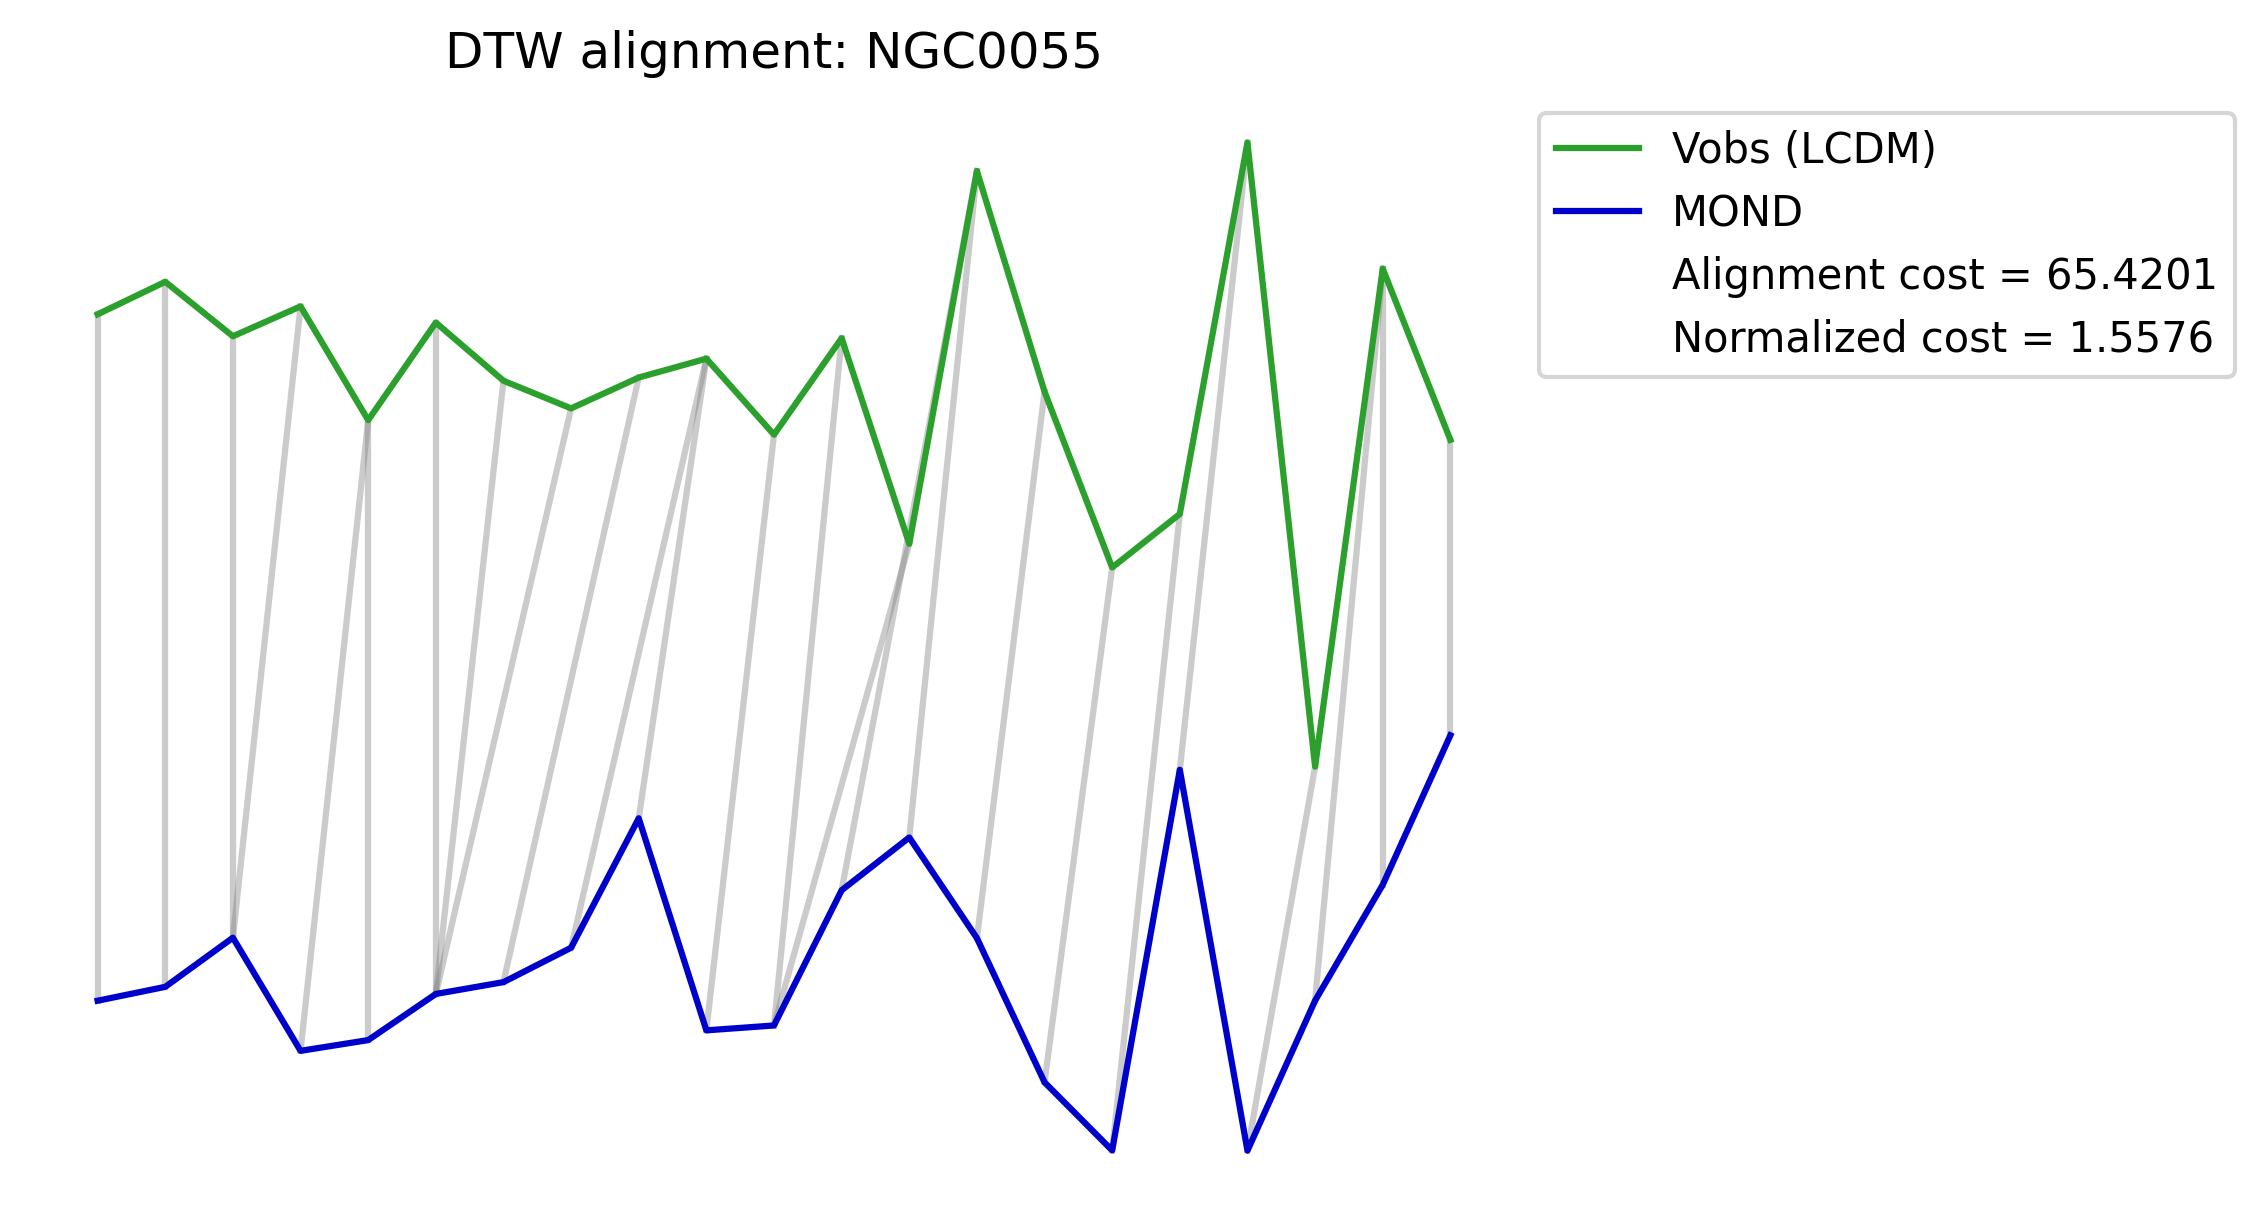 DTW alignment: NGC0055
Vobs (LCDM)
MOND
Alignment cost = 65.4201
Normalized cost = 1.5576